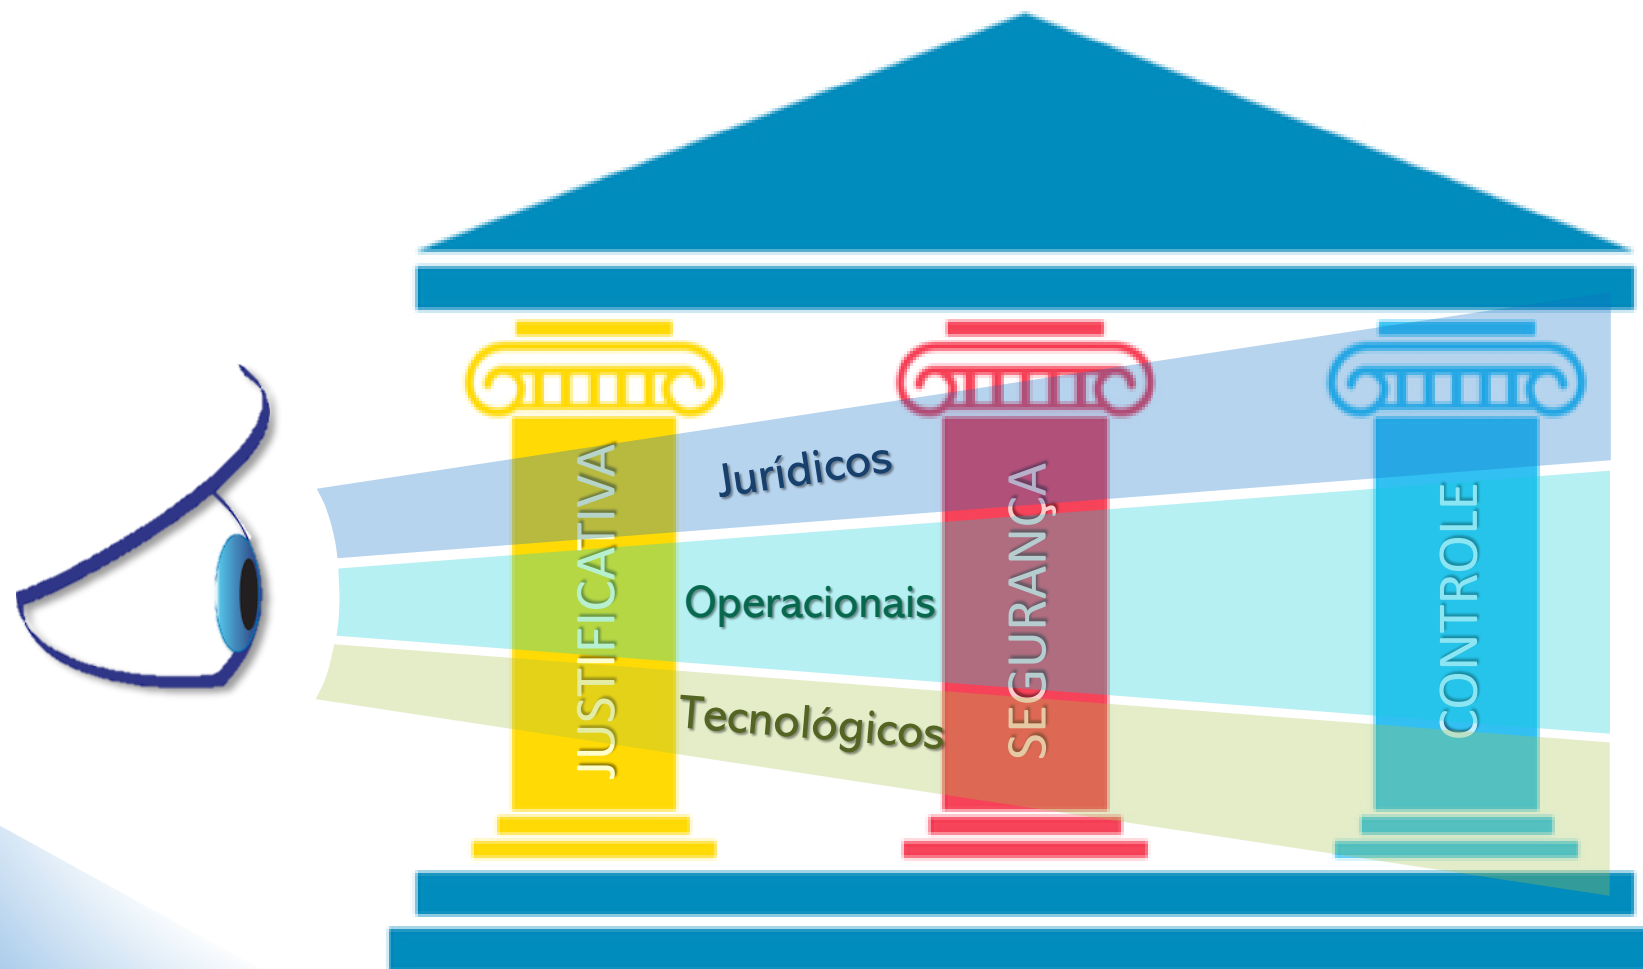 JUSTIFICATIVA
Jurídicos
Operacionais
Tecnológicos
SEGURANÇA
CONTROLE